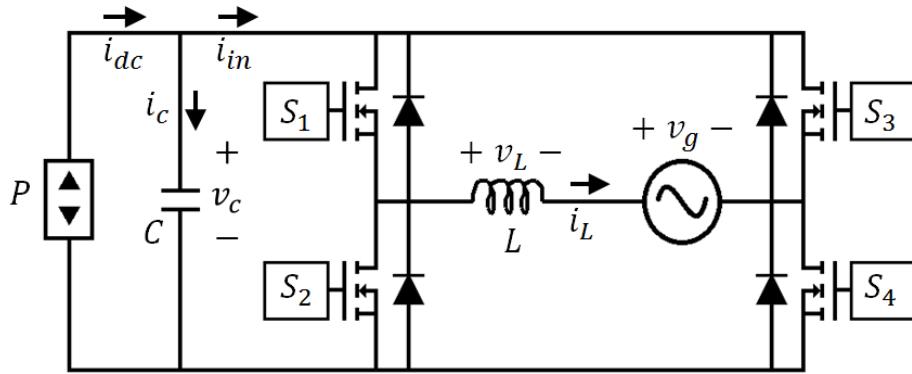 i_dc
i_in
i_c
S_1
S_3
+ v_L −
+ v_g −
P
+
v_c
−
C
i_L
L
S_2
S_4